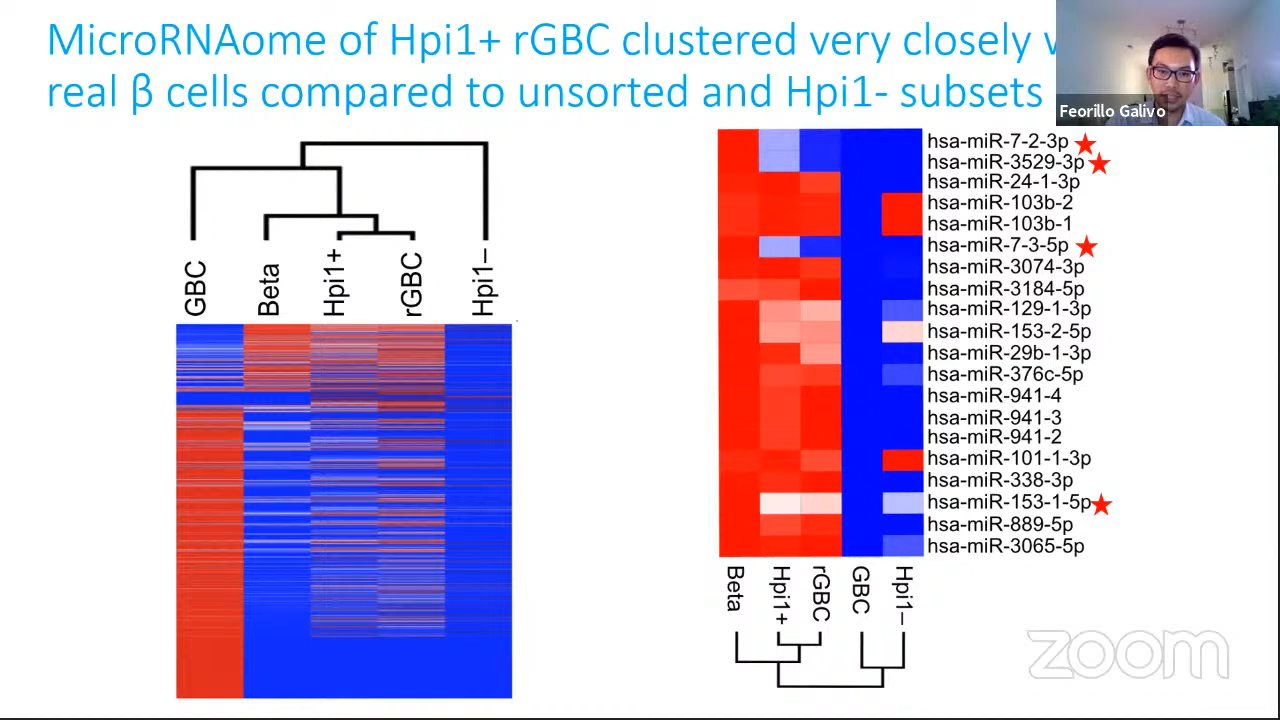 MicroRNAome of Hpi1+ rGBC clustered very closely
real β cells compared to unsorted and Hpi1- subsets
Feorillo Galivo
GBC
Beta
Hpi1+
rGBC
Hpi1–
hsa-miR-7-2-3p
hsa-miR-3529-3p
hsa-miR-24-1-3p
hsa-miR-103b-2
hsa-miR-103b-1
hsa-miR-7-3-5p
hsa-miR-3074-3p
hsa-miR-3184-5p
hsa-miR-129-1-3p
hsa-miR-153-2-5p
hsa-miR-29b-1-3p
hsa-miR-376c-5p
hsa-miR-941-4
hsa-miR-941-3
hsa-miR-941-2
hsa-miR-101-1-3p
hsa-miR-338-3p
hsa-miR-153-1-5p
hsa-miR-889-5p
hsa-miR-3065-5p
Beta
Hpi1+
rGBC
GBC
Hpi1–
zoom